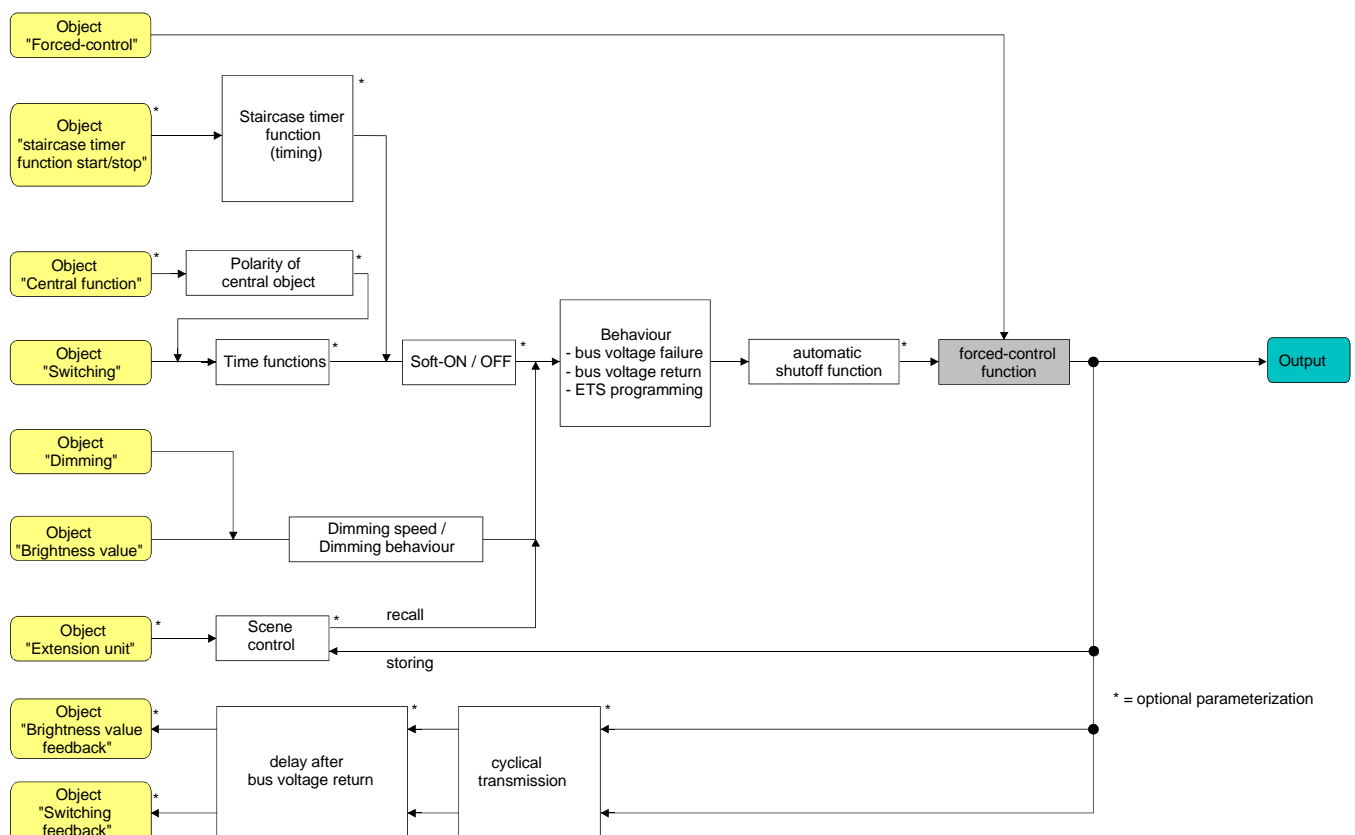 Object
"Forced-control"
*
Staircase timer
function
(timing)
*
Object
"staircase timer
function start/stop"
*
Object
"Central function"
*
Polarity of
central object
*
Object
"Switching"
Time functions
*
Soft-ON / OFF
*
Behaviour
- bus voltage failure
- bus voltage return
- ETS programming
automatic
shutoff function
*
forced-control
function
Output
Object
"Dimming"
Object
"Brightness value"
Dimming speed /
Dimming behaviour
Object
"Extension unit"
*
Scene
control
*
recall
storing
* = optional parameterization
Object
"Brightness value
feedback"
*
delay after
bus voltage return
*
cyclical
transmission
*
Object
"Switching
feedback"
*